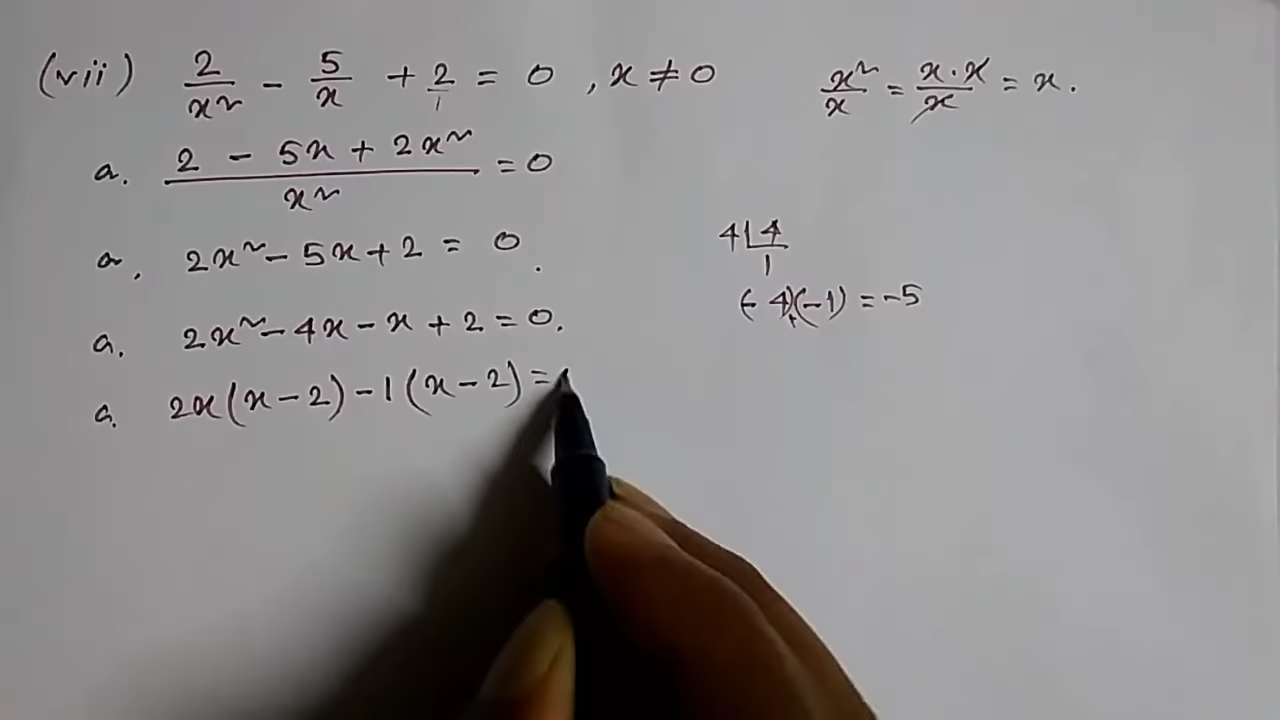 (vii) 2/x² - 5/x + 2/1 = 0 , x ≠ 0
a. (2 - 5x + 2x²)/x² = 0
a, 2x² - 5x + 2 = 0.
a. 2x² - 4x - x + 2 = 0.
a. 2x(x - 2) - 1(x - 2) =
x²/x = x·x/x = x.
4|4
1
(-4)+(-1) = -5